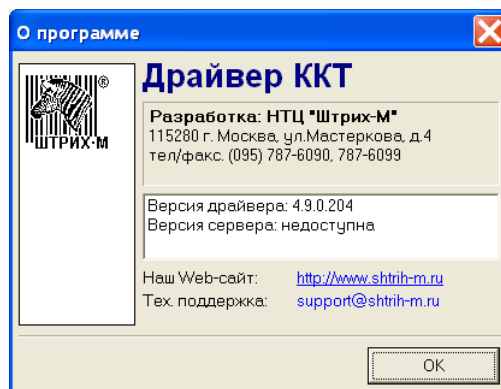 О программе
ШТРИХ-М
®
Драйвер ККТ
Разработка: НТЦ "Штрих-М"
115280 г. Москва, ул.Мастеркова, д.4
тел/факс. (095) 787-6090, 787-6099
Версия драйвера: 4.9.0.204
Версия сервера: недоступна
Наш Web-сайт: http://www.shtrih-m.ru
Тех. поддержка: support@shtrih-m.ru
OK